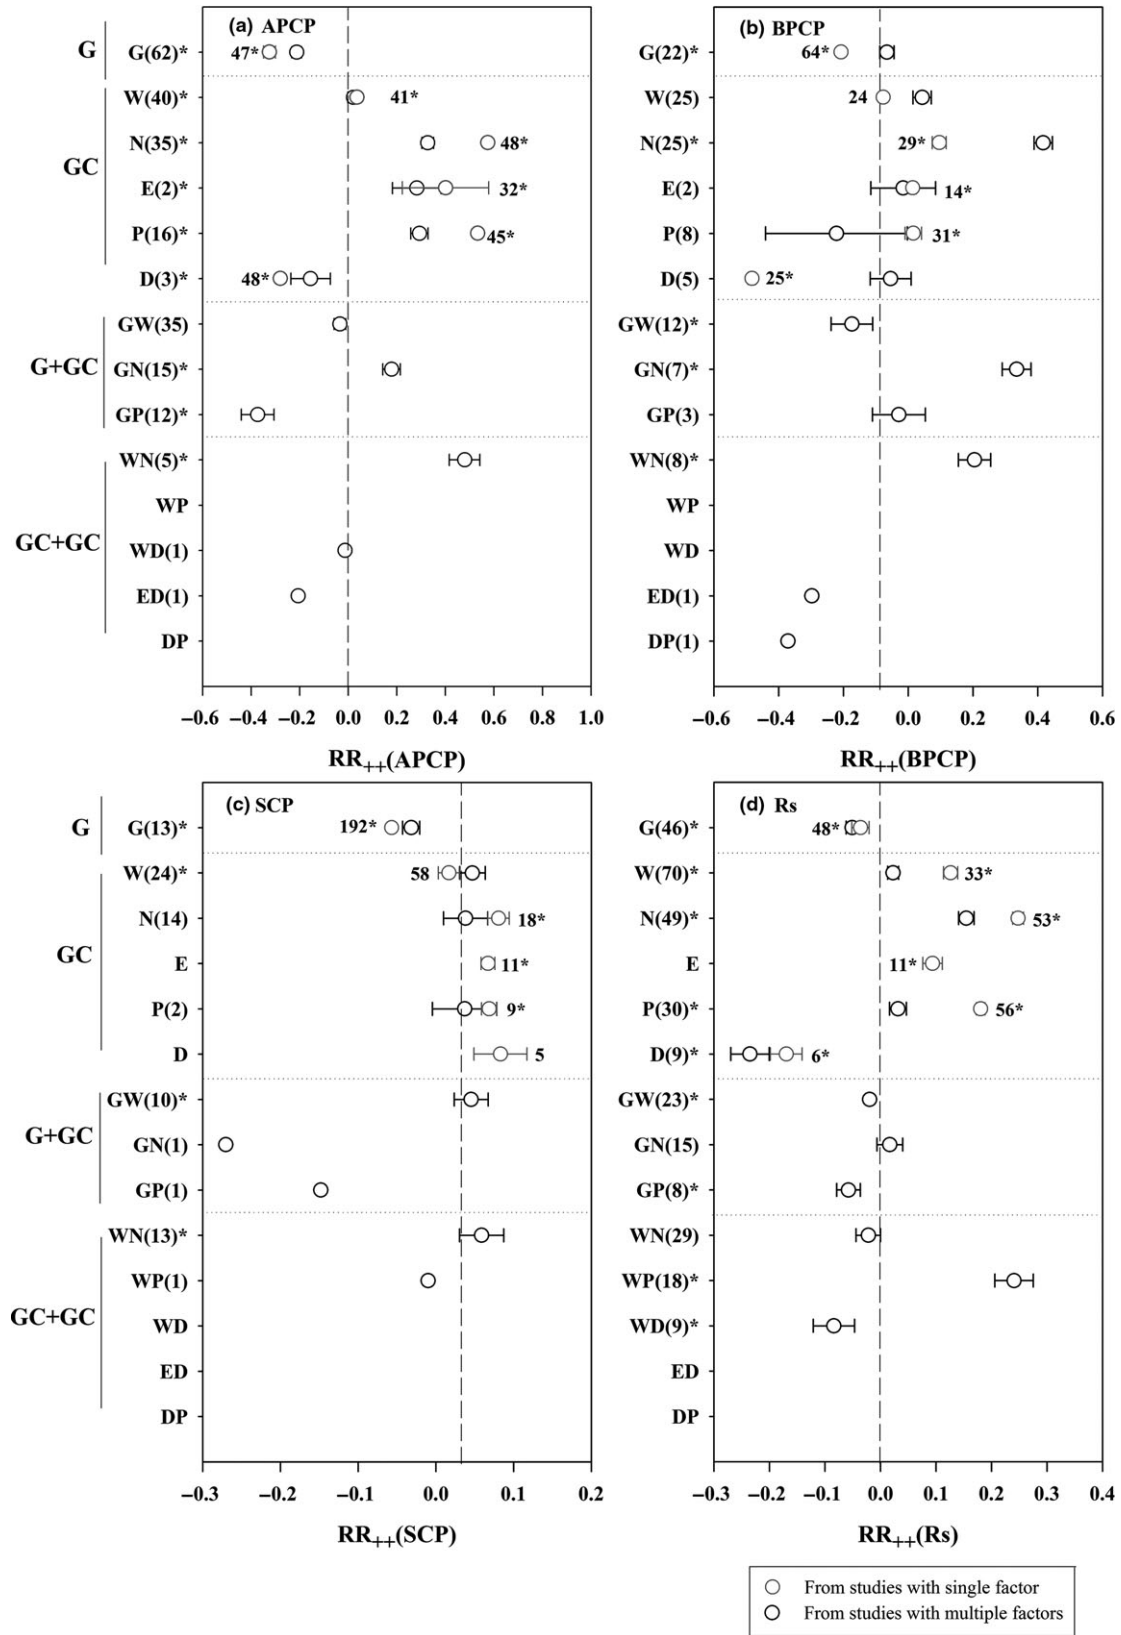 (a) APCP
G
G(62)*
47*
W(40)*
41*
N(35)*
48*
GC
E(2)*
32*
P(16)*
45*
D(3)*
48*
GW(35)
G+GC
GN(15)*
GP(12)*
WN(5)*
WP
GC+GC
WD(1)
ED(1)
DP
−0.6 −0.4 −0.2 0.0 0.2 0.4 0.6 0.8 1.0
RR++(APCP)
(b) BPCP
G(22)*
64*
W(25)
24
N(25)*
29*
E(2)
14*
P(8)
31*
D(5)
25*
GW(12)*
GN(7)*
GP(3)
WN(8)*
WP
WD
ED(1)
DP(1)
−0.6 −0.4 −0.2 0.0 0.2 0.4 0.6
RR++(BPCP)
(c) SCP
G
G(13)*
192*
W(24)*
58
N(14)
18*
GC
E
11*
P(2)
9*
D
5
GW(10)*
G+GC
GN(1)
GP(1)
WN(13)*
WP(1)
GC+GC
WD
ED
DP
−0.3 −0.2 −0.1 0.0 0.1 0.2
RR++(SCP)
(d) Rs
G(46)*
48*
W(70)*
33*
N(49)*
53*
E
11*
P(30)*
56*
D(9)*
6*
GW(23)*
GN(15)
GP(8)*
WN(29)
WP(18)*
WD(9)*
ED
DP
−0.3 −0.2 −0.1 0.0 0.1 0.2 0.3 0.4
RR++(Rs)
From studies with single factor
From studies with multiple factors